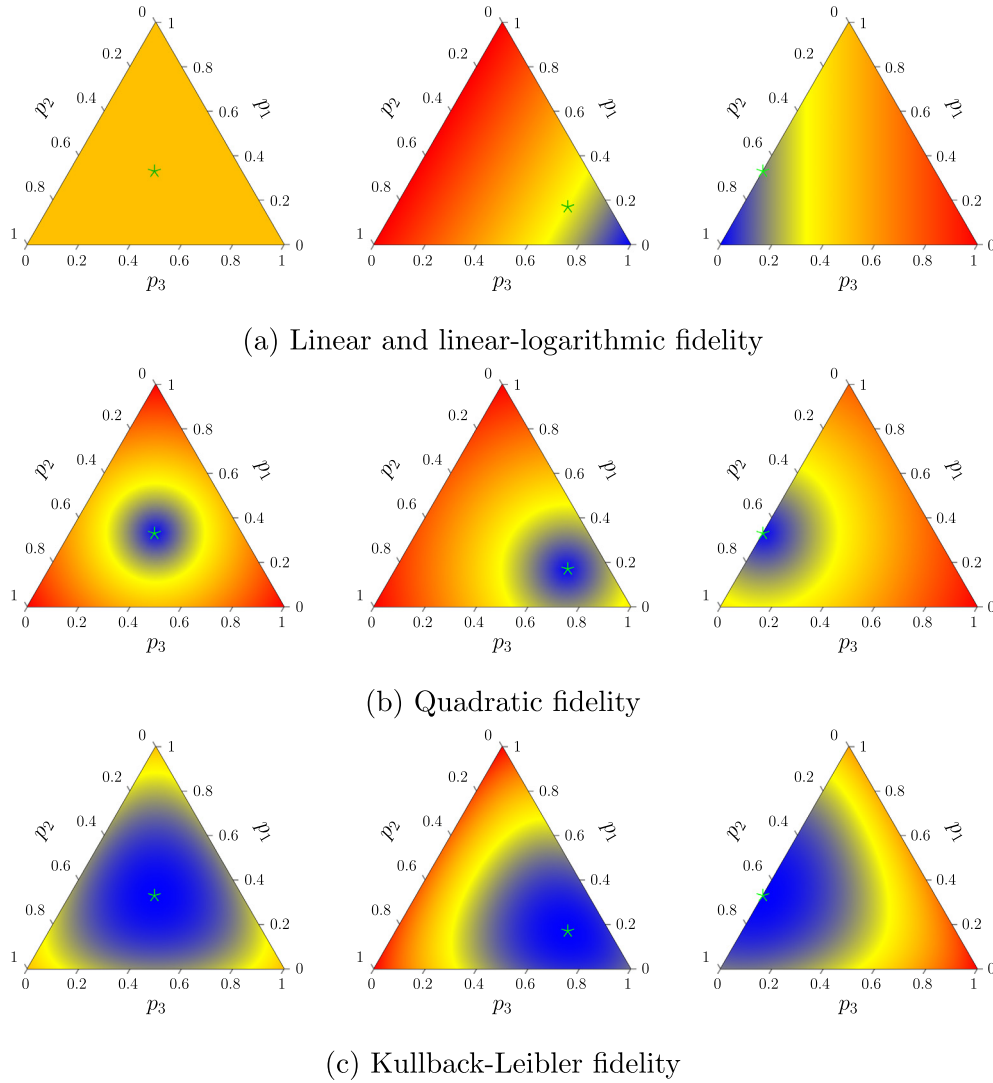 0 1 0 1 0 1
0.2 0.8 0.2 0.8 0.2 0.8
0.4 0.6 0.4 0.6 0.4 0.6
p₂ p₁ p₂ p₁ p₂ p₁
0.6 0.4 0.6 0.4 0.6 0.4
0.8 0.2 0.8 0.2 0.8 0.2
1 0 1 0 1 0
0 0.2 0.4 0.6 0.8 1 0 0.2 0.4 0.6 0.8 1 0 0.2 0.4 0.6 0.8 1
p₃ p₃ p₃
(a) Linear and linear-logarithmic fidelity
0 1 0 1 0 1
0.2 0.8 0.2 0.8 0.2 0.8
0.4 0.6 0.4 0.6 0.4 0.6
p₂ p₁ p₂ p₁ p₂ p₁
0.6 0.4 0.6 0.4 0.6 0.4
0.8 0.2 0.8 0.2 0.8 0.2
1 0 1 0 1 0
0 0.2 0.4 0.6 0.8 1 0 0.2 0.4 0.6 0.8 1 0 0.2 0.4 0.6 0.8 1
p₃ p₃ p₃
(b) Quadratic fidelity
0 1 0 1 0 1
0.2 0.8 0.2 0.8 0.2 0.8
0.4 0.6 0.4 0.6 0.4 0.6
p₂ p₁ p₂ p₁ p₂ p₁
0.6 0.4 0.6 0.4 0.6 0.4
0.8 0.2 0.8 0.2 0.8 0.2
1 0 1 0 1 0
0 0.2 0.4 0.6 0.8 1 0 0.2 0.4 0.6 0.8 1 0 0.2 0.4 0.6 0.8 1
p₃ p₃ p₃
(c) Kullback-Leibler fidelity